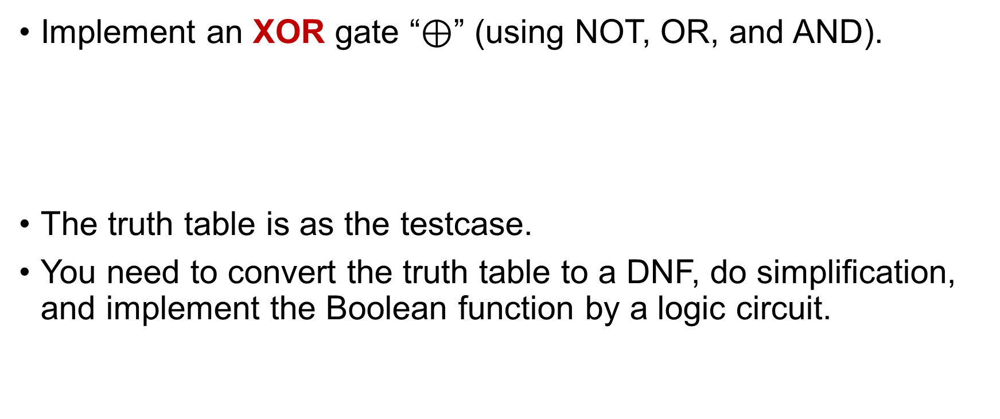 • Implement an XOR gate “⊕” (using NOT, OR, and AND).
• The truth table is as the testcase.
• You need to convert the truth table to a DNF, do simplification,
and implement the Boolean function by a logic circuit.